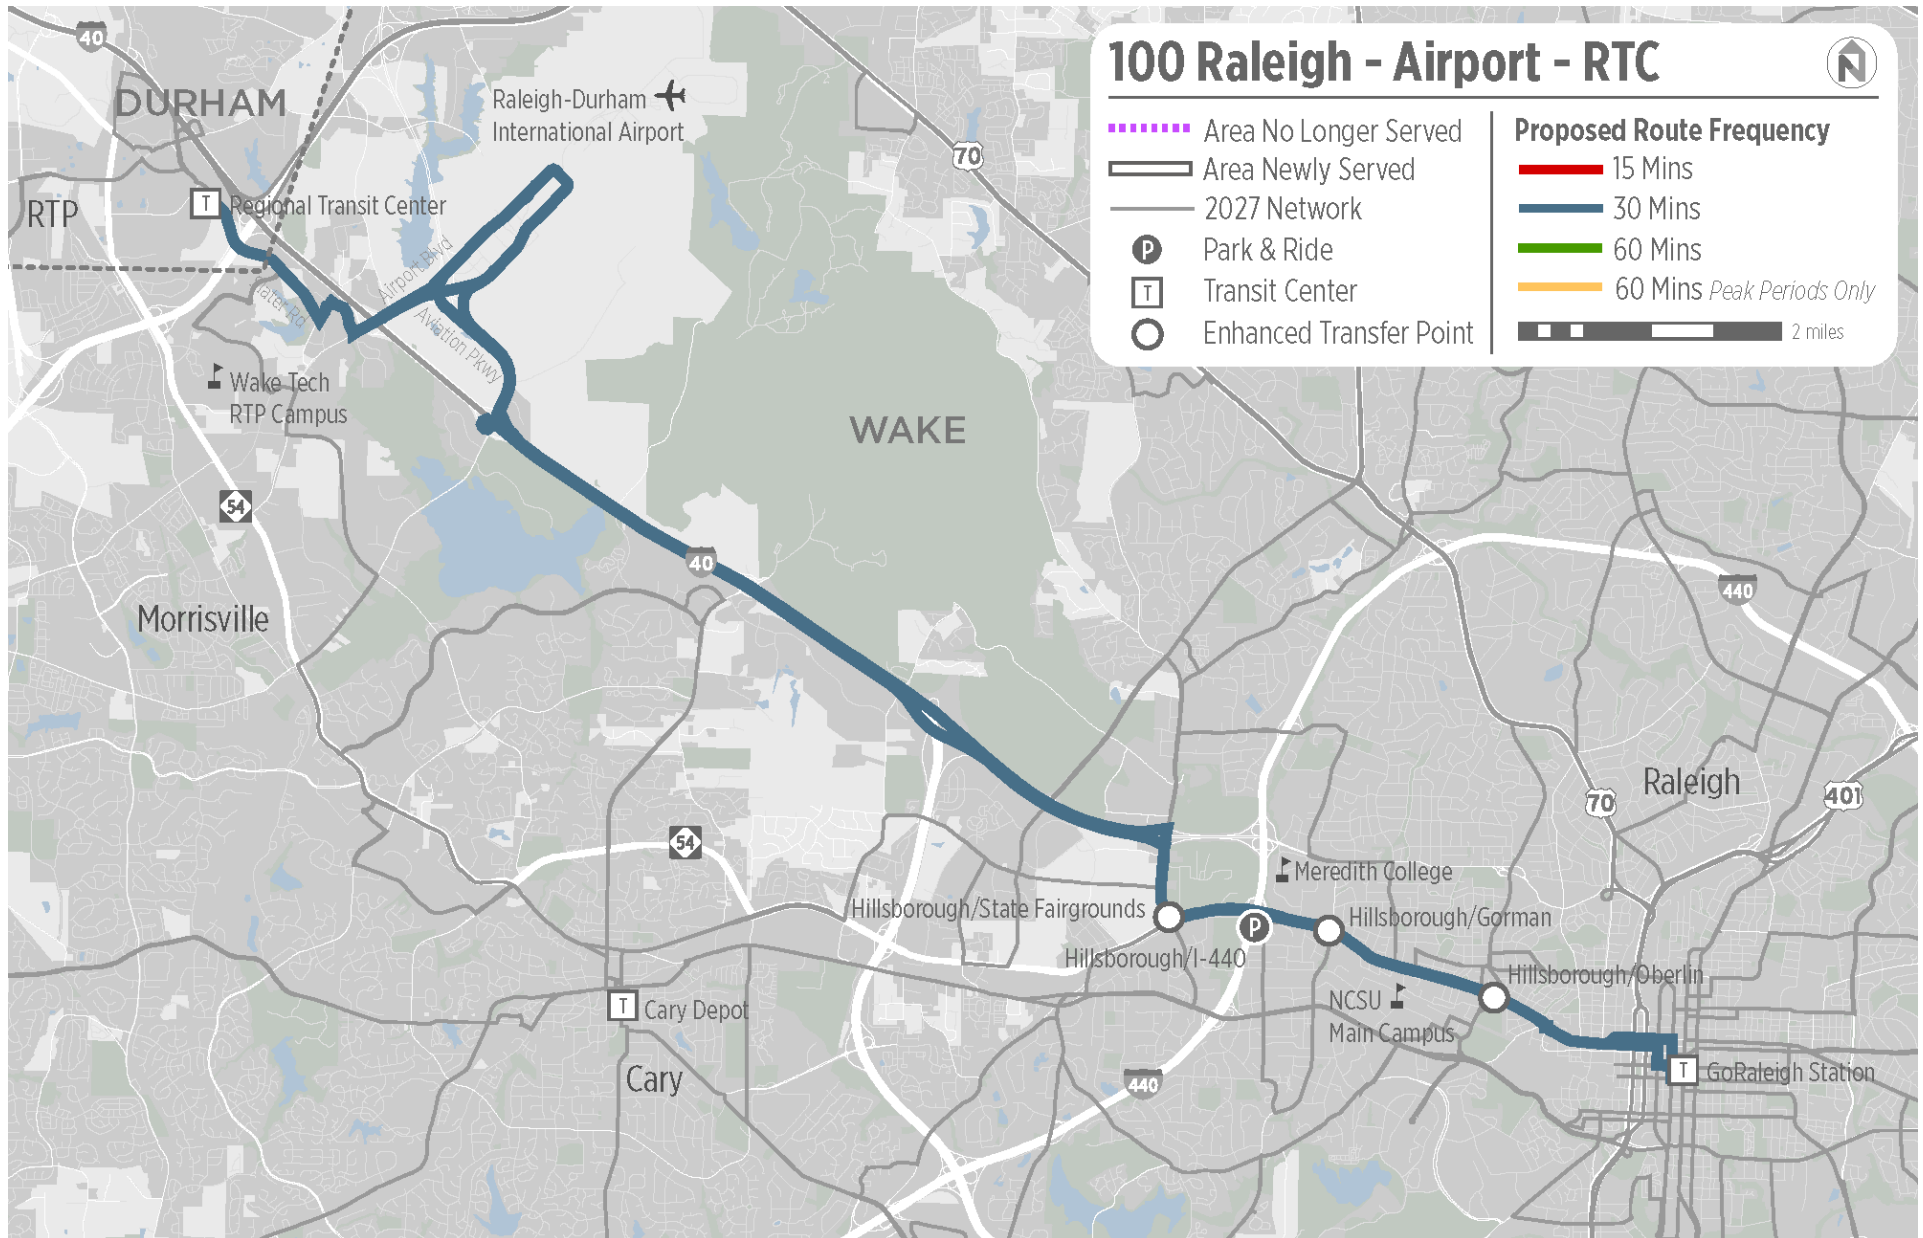 100 Raleigh - Airport - RTC
N
Area No Longer Served
Area Newly Served
2027 Network
P Park & Ride
T Transit Center
Enhanced Transfer Point
Proposed Route Frequency
15 Mins
30 Mins
60 Mins
60 Mins Peak Periods Only
2 miles
40
DURHAM
Raleigh-Durham
International Airport
70
T Regional Transit Center
RTP
Airport Blvd
Slater Rd
Aviation Pkwy
Wake Tech
RTP Campus
WAKE
54
40
440
Morrisville
Raleigh
70
401
54
Meredith College
Hillsborough/State Fairgrounds
Hillsborough/Gorman
P
Hillsborough/I-440
Hillsborough/Oberlin
NCSU
Main Campus
T Cary Depot
Cary
440
T GoRaleigh Station